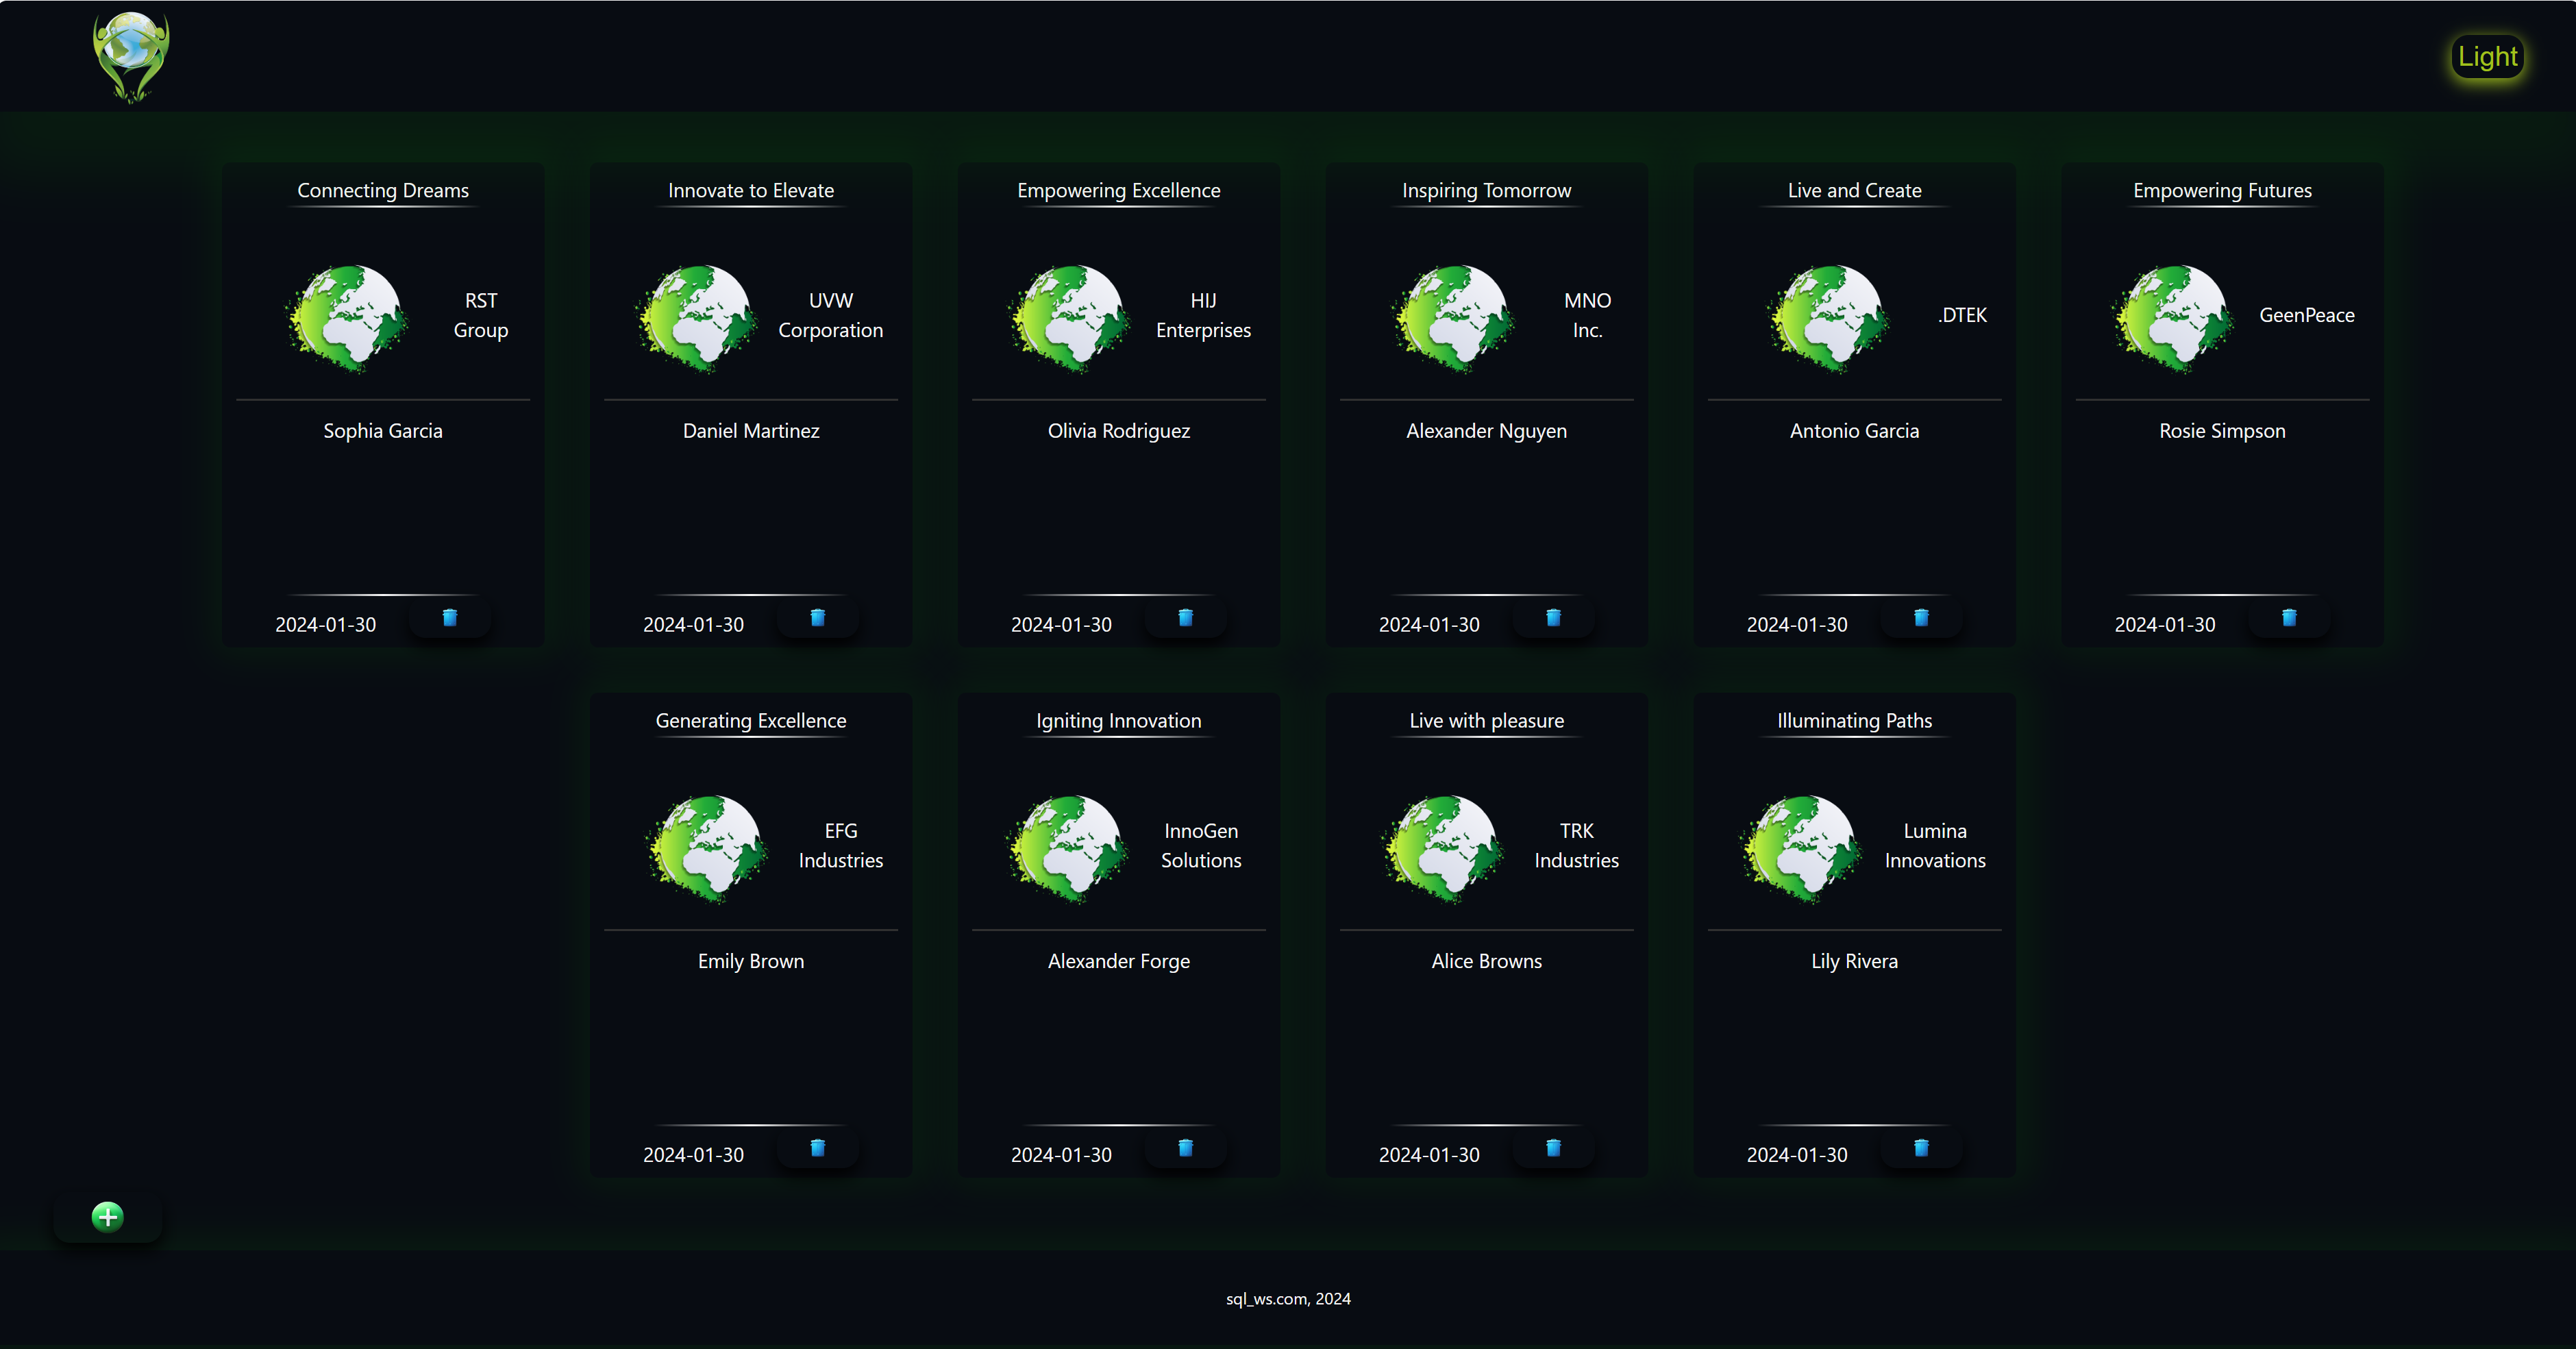 Light
Connecting Dreams
RST
Group
Sophia Garcia
2024-01-30
Innovate to Elevate
UVW
Corporation
Daniel Martinez
2024-01-30
Empowering Excellence
HIJ
Enterprises
Olivia Rodriguez
2024-01-30
Inspiring Tomorrow
MNO
Inc.
Alexander Nguyen
2024-01-30
Live and Create
.DTEK
Antonio Garcia
2024-01-30
Empowering Futures
GeenPeace
Rosie Simpson
2024-01-30
Generating Excellence
EFG
Industries
Emily Brown
2024-01-30
Igniting Innovation
InnoGen
Solutions
Alexander Forge
2024-01-30
Live with pleasure
TRK
Industries
Alice Browns
2024-01-30
Illuminating Paths
Lumina
Innovations
Lily Rivera
2024-01-30
sql_ws.com, 2024